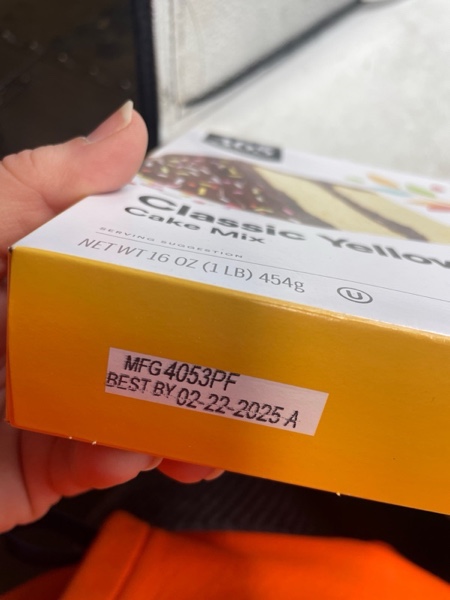 Classic Yellow
Cake Mix
SERVING SUGGESTION
NET WT 16 OZ (1 LB) 454g
U
MFG 4053PF
BEST BY 02-22-2025 A